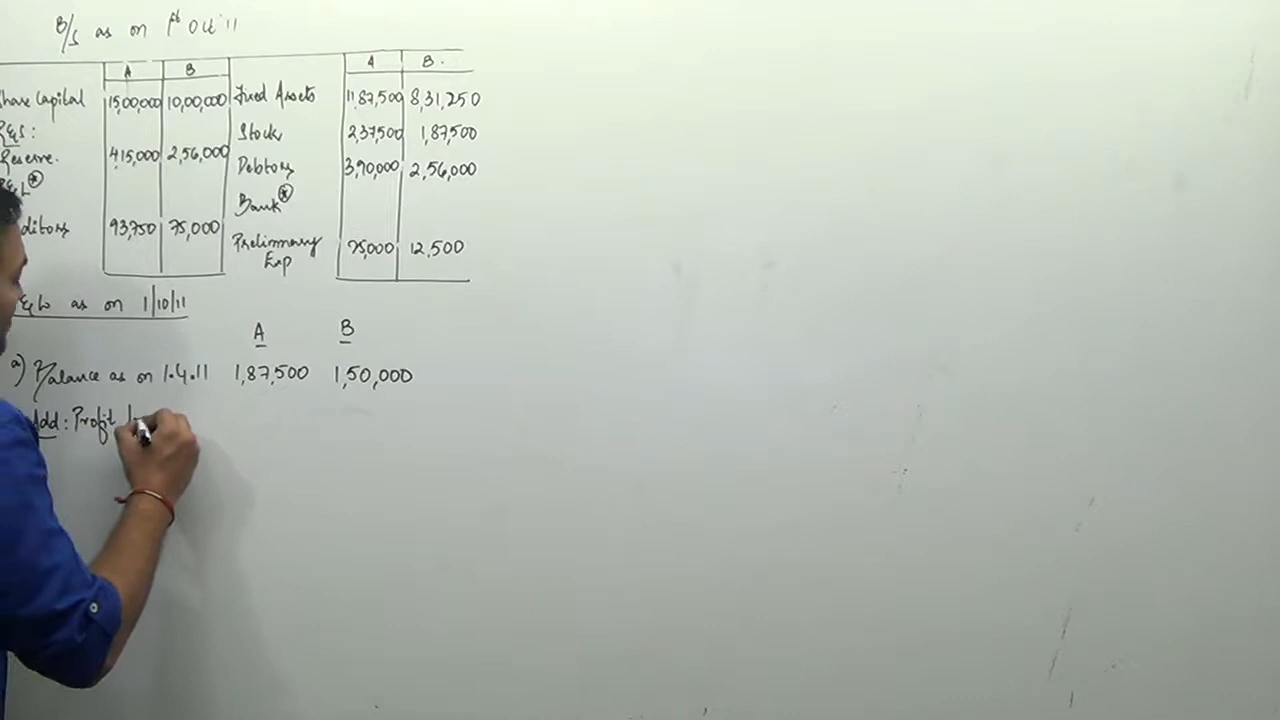 B/S as on 1st Oct '11
A B A B.
Share Capital 15,00,000 10,00,000 Fixed Assets 11,87,500 8,31,250
R&S: Stock 2,37,500 1,87,500
Reserve. 4,15,000 2,56,000 Debtors 3,90,000 2,56,000
P&L* Bank*
ditors 93,750 75,000 Preliminary Exp 75,000 12,500
&L as on 1/10/11
A B
a) Balance as on 1.4.11 1,87,500 1,50,000
Add: Profit